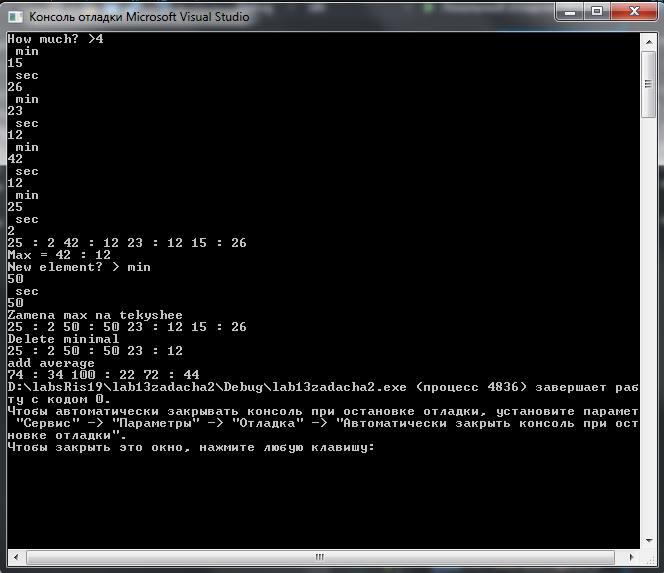 Консоль отладки Microsoft Visual Studio
How much? >4
min
15
sec
26
min
23
sec
12
min
42
sec
12
min
25
sec
2
25 : 2 42 : 12 23 : 12 15 : 26
Max = 42 : 12
New element? > min
50
sec
50
Zamena max na tekyshee
25 : 2 50 : 50 23 : 12 15 : 26
Delete minimal
25 : 2 50 : 50 23 : 12
add average
74 : 34 100 : 22 72 : 44
D:\labsRis19\lab13zadacha2\Debug\lab13zadacha2.exe (процесс 4836) завершает раб
ту с кодом 0.
Чтобы автоматически закрывать консоль при остановке отладки, установите парамет
"Сервис" -> "Параметры" -> "Отладка" -> "Автоматически закрыть консоль при ост
новке отладки".
Чтобы закрыть это окно, нажмите любую клавишу: